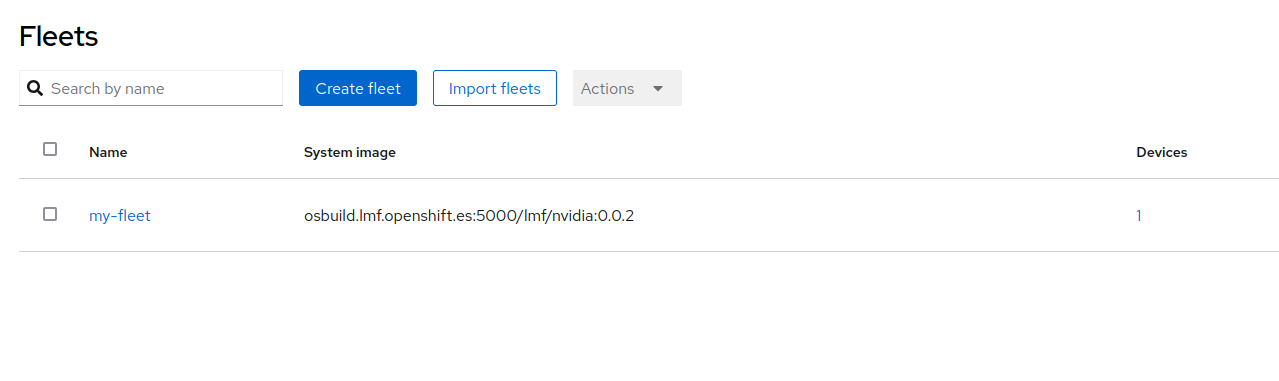 Fleets
Search by name Create fleet Import fleets Actions
Name System image Devices
my-fleet osbuild.lmf.openshift.es:5000/lmf/nvidia:0.0.2 1